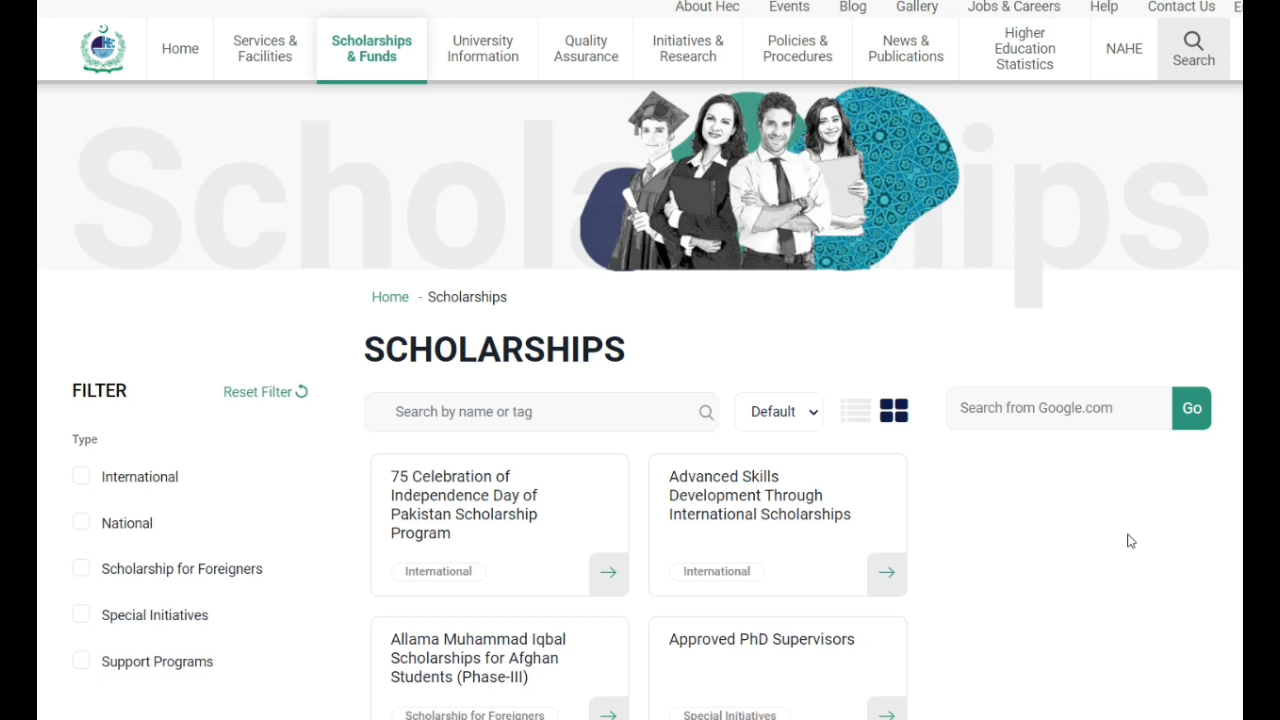 About Hec Events Blog Gallery Jobs & Careers Help Contact Us E
HEC
Home
Services &
Facilities
Scholarships
& Funds
University
Information
Quality
Assurance
Initiatives &
Research
Policies &
Procedures
News &
Publications
Higher
Education
Statistics
NAHE
Search
Scholarships
Home - Scholarships
SCHOLARSHIPS
FILTER
Reset Filter
Type
International
National
Scholarship for Foreigners
Special Initiatives
Support Programs
Search by name or tag
Default
Search from Google.com
Go
75 Celebration of
Independence Day of
Pakistan Scholarship
Program
International
Advanced Skills
Development Through
International Scholarships
International
Allama Muhammad Iqbal
Scholarships for Afghan
Students (Phase-III)
Scholarship for Foreigners
Approved PhD Supervisors
Special Initiatives